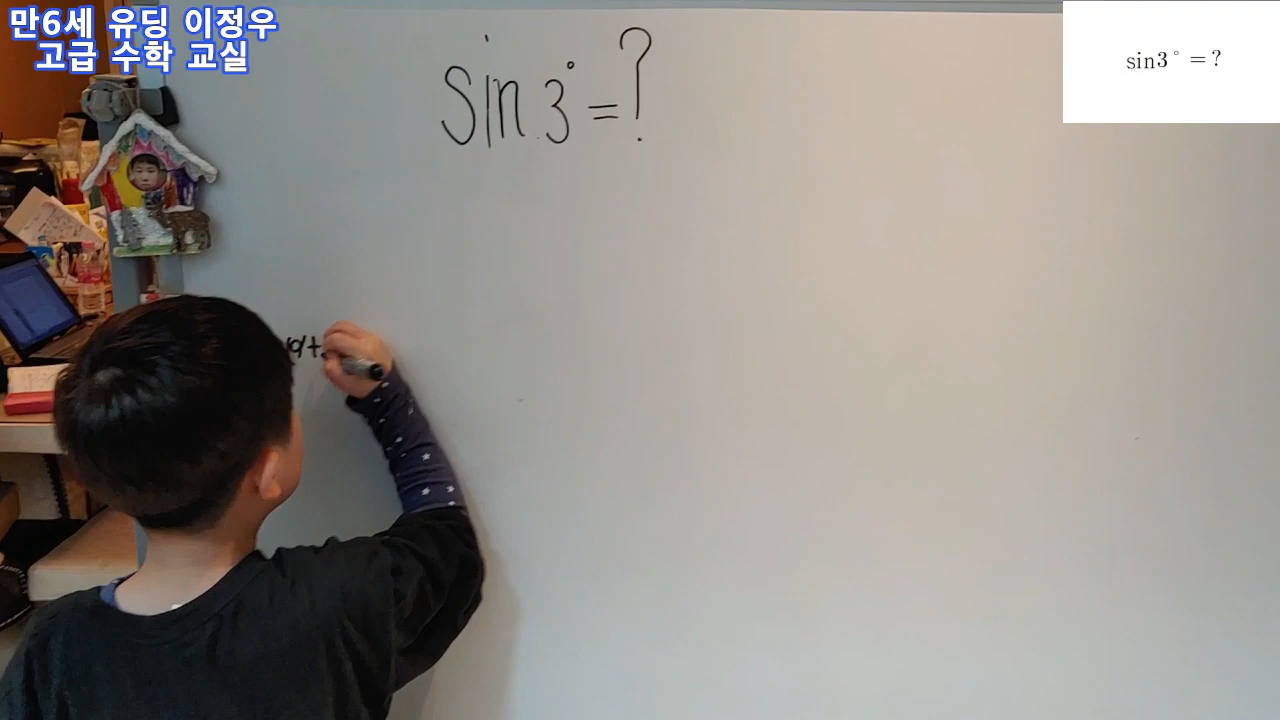 만6세 유딩 이정우
고급 수학 교실
sin 3° = ?
sin3° = ?